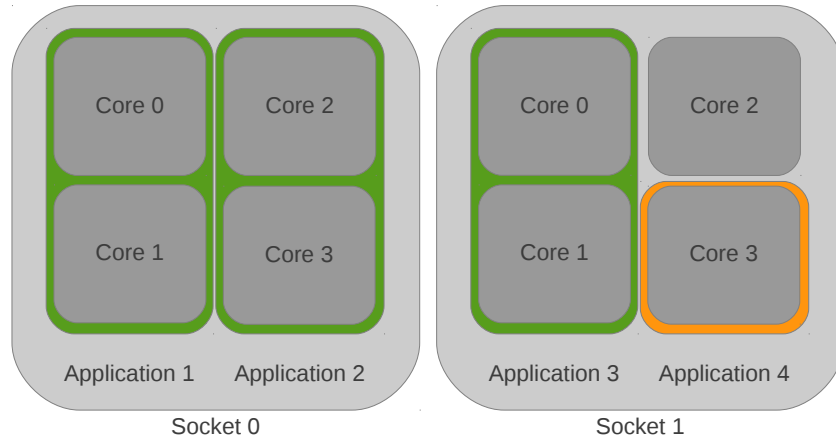 Core 0
Core 2
Core 1
Core 3
Application 1
Application 2
Socket 0
Core 0
Core 2
Core 1
Core 3
Application 3
Application 4
Socket 1